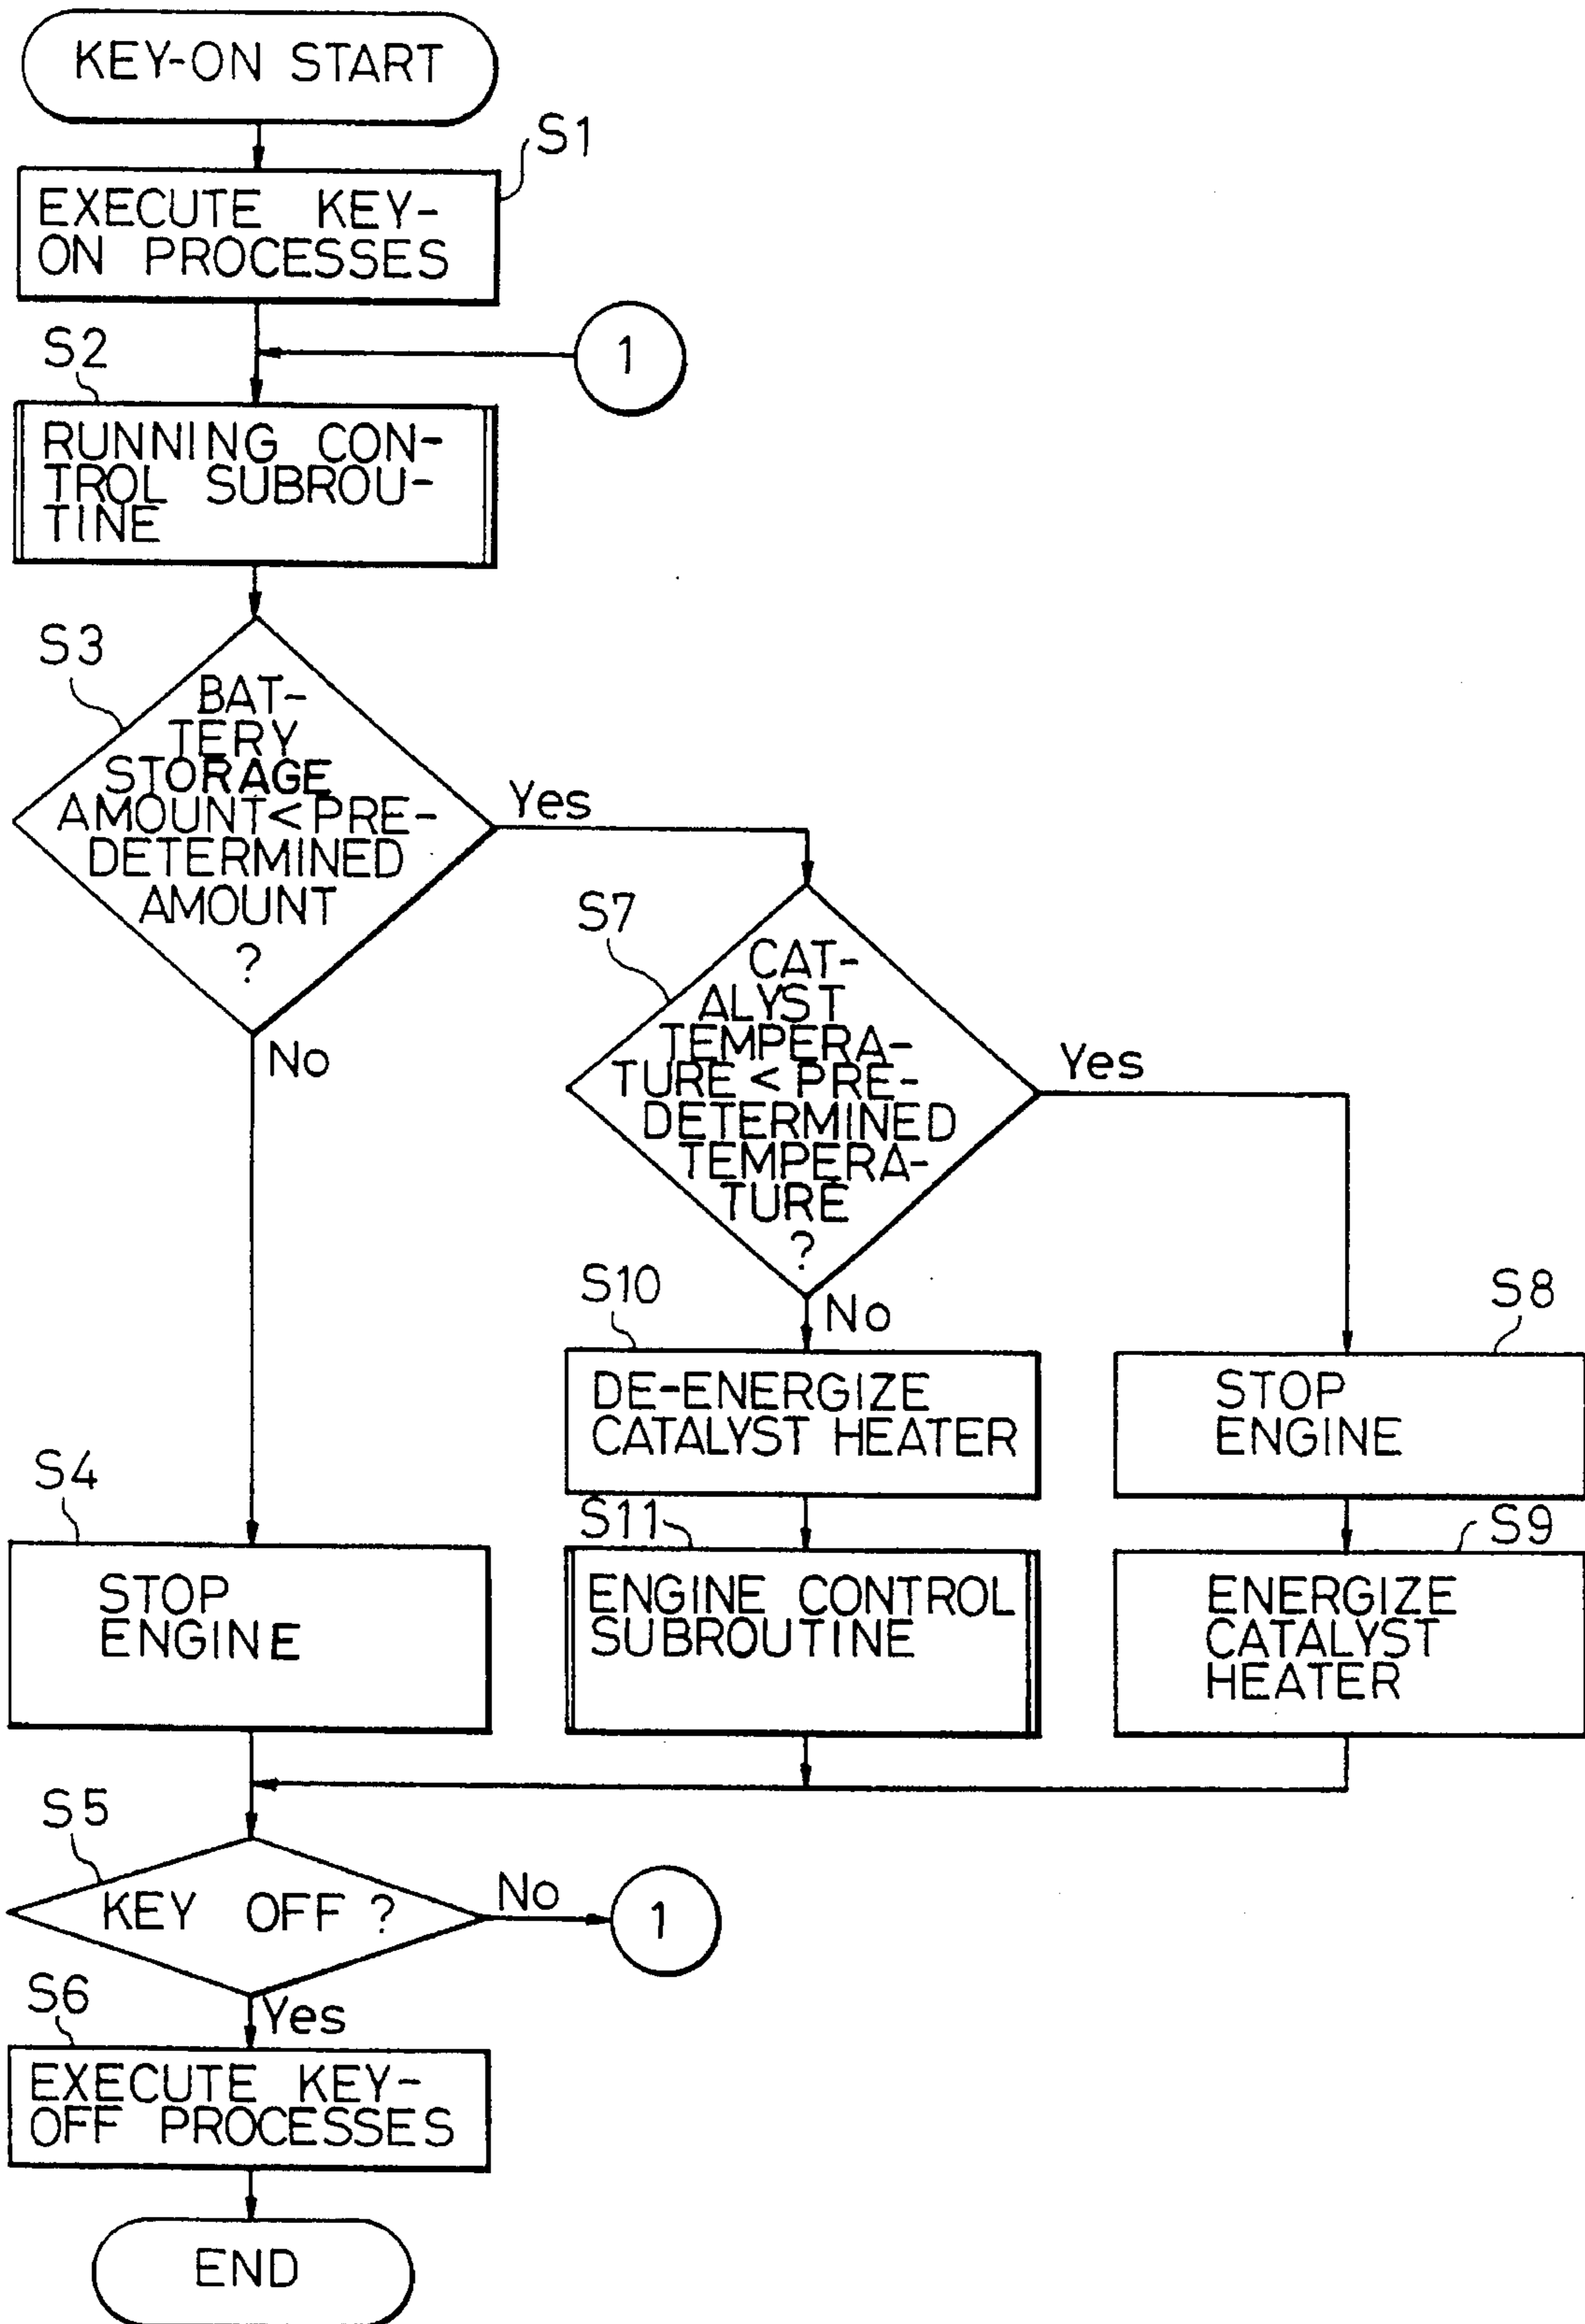 KEY-ON START
S1
EXECUTE KEY-
ON PROCESSES
1
S2
RUNNING CON-
TROL SUBROU-
TINE
S3
BAT-
TERY
STORAGE
AMOUNT<PRE-
DETERMINED
AMOUNT
?
Yes
No
S7
CAT-
ALYST
TEMPERA-
TURE<PRE-
DETERMINED
TEMPERA-
TURE
?
Yes
No
S10
DE-ENERGIZE
CATALYST HEATER
S8
STOP
ENGINE
S4
STOP
ENGINE
S11
ENGINE CONTROL
SUBROUTINE
S9
ENERGIZE
CATALYST
HEATER
S5
KEY OFF ?
No
1
Yes
S6
EXECUTE KEY-
OFF PROCESSES
END